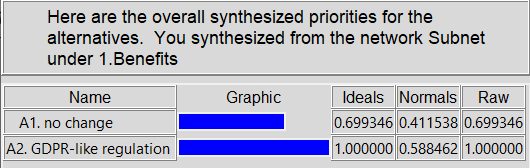 Here are the overall synthesized priorities for the
alternatives. You synthesized from the network Subnet
under 1.Benefits
Name Graphic Ideals Normals Raw
A1. no change 0.699346 0.411538 0.699346
A2. GDPR-like regulation 1.000000 0.588462 1.000000